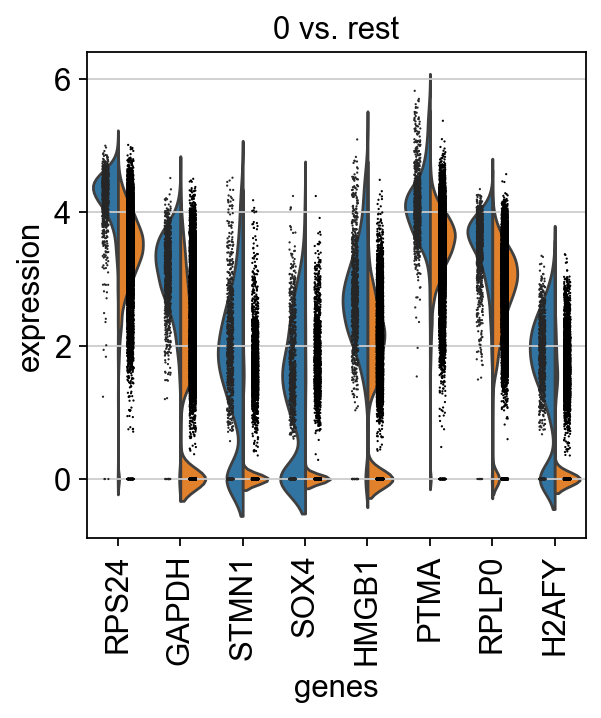 0 vs. rest
6
4
2
0
expression
RPS24
GAPDH
STMN1
SOX4
HMGB1
PTMA
RPLP0
H2AFY
genes